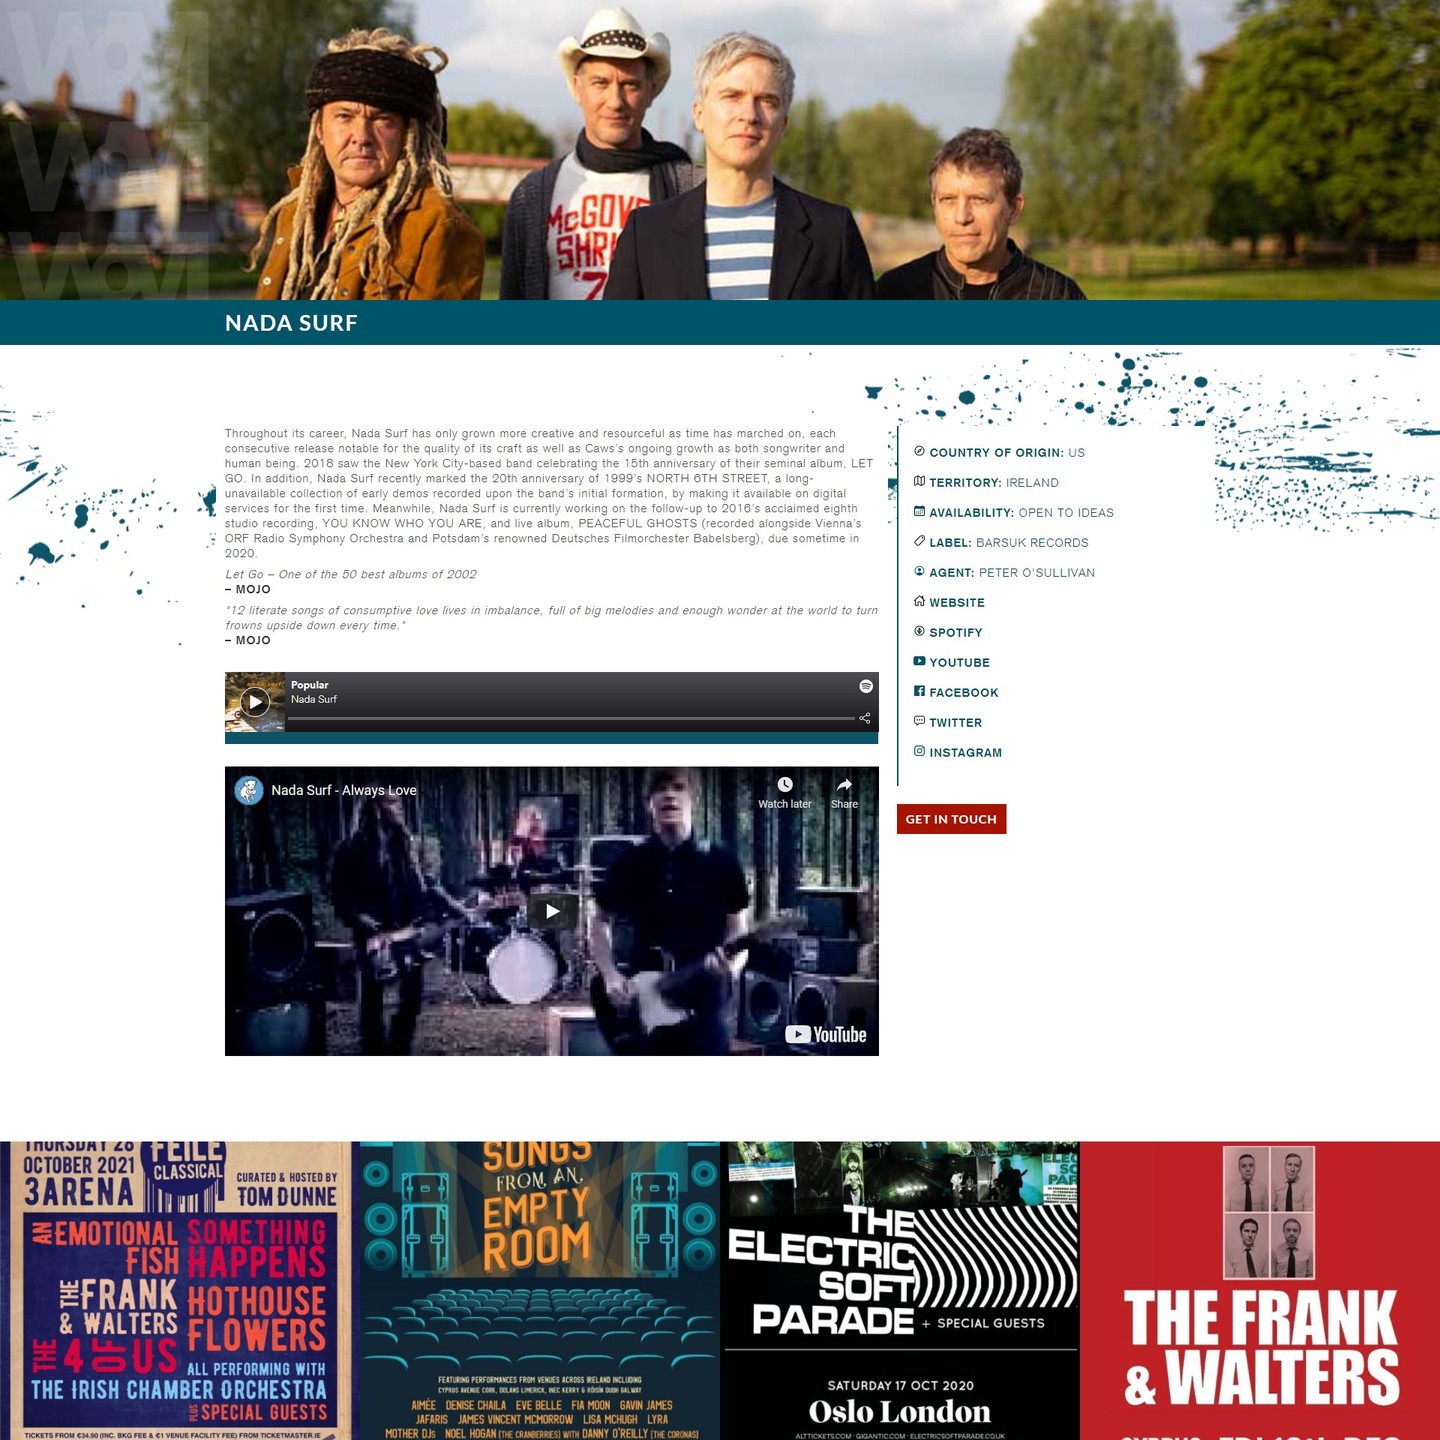 NADA SURF
Throughout its career, Nada Surf has only grown more creative and resourceful as time has marched on, each
consecutive release notable for the quality of its craft as well as Caws's ongoing growth as both songwriter and
human being. 2018 saw the New York City-based band celebrating the 15th anniversary of their seminal album, LET
GO. In addition, Nada Surf recently marked the 20th anniversary of 1999's NORTH 6TH STREET, a long-
unavailable collection of early demos recorded upon the band's initial formation, by making it available on digital
services for the first time. Meanwhile, Nada Surf is currently working on the follow-up to 2016's acclaimed eighth
studio recording, YOU KNOW WHO YOU ARE, and live album, PEACEFUL GHOSTS (recorded alongside Vienna's
ORF Radio Symphony Orchestra and Potsdam's renowned Deutsches Filmorchester Babelsberg), due sometime in
2020.
Let Go – One of the 50 best albums of 2002
– MOJO
"12 literate songs of consumptive love lives in imbalance, full of big melodies and enough wonder at the world to turn
frowns upside down every time."
– MOJO
Popular
Nada Surf
Nada Surf - Always Love
Watch later
Share
YouTube
COUNTRY OF ORIGIN: US
TERRITORY: IRELAND
AVAILABILITY: OPEN TO IDEAS
LABEL: BARSUK RECORDS
AGENT: PETER O'SULLIVAN
WEBSITE
SPOTIFY
YOUTUBE
FACEBOOK
TWITTER
INSTAGRAM
GET IN TOUCH
THURSDAY 28
OCTOBER 2021
3ARENA
FEILE
CLASSICAL
CURATED & HOSTED BY
TOM DUNNE
AN EMOTIONAL
FISH
THE FRANK
& WALTERS
THE 4 OF US
SOMETHING
HAPPENS
HOTHOUSE
FLOWERS
ALL PERFORMING WITH
THE IRISH CHAMBER ORCHESTRA
PLUS SPECIAL GUESTS
TICKETS FROM €34.90 (INC. BKG FEE & €1 VENUE FACILITY FEE) FROM TICKETMASTER.IE
SONGS
FROM AN
EMPTY
ROOM
FEATURING PERFORMANCES FROM VENUES ACROSS IRELAND INCLUDING
CYPRUS AVENUE CORK, DOLANS LIMERICK, INEC KERRY & RÓISÍN DUBH GALWAY
AIMÉE DENISE CHAILA EVE BELLE FIA MOON GAVIN JAMES
JAFARIS JAMES VINCENT MCMORROW LISA MCHUGH LYRA
MOTHER DJs NOEL HOGAN (THE CRANBERRIES) WITH DANNY O'REILLY (THE CORONAS)
THE
ELECTRIC
SOFT
PARADE
+ SPECIAL GUESTS
SATURDAY 17 OCT 2020
Oslo London
ALTTICKETS.COM · GIGANTIC.COM · ELECTRICSOFTPARADE.CO.UK
THE FRANK
& WALTERS